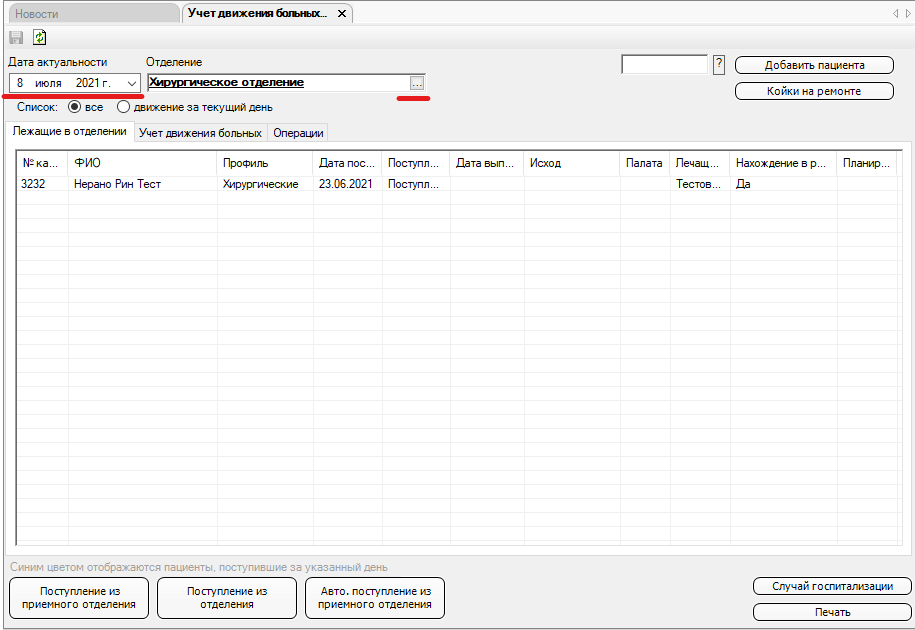 Новости
Учет движения больных...
Дата актуальности
Отделение
8 июля 2021 г.
Хирургическое отделение
...
?
Добавить пациента
Койки на ремонте
Список: все движение за текущий день
Лежащие в отделении Учет движения больных Операции
№ ка... ФИО Профиль Дата пос... Поступл... Дата вып... Исход Палата Лечащ... Нахождение в р... Планир...
3232 Нерано Рин Тест Хирургические 23.06.2021 Поступл... Тестов... Да
Синим цветом отображаются пациенты, поступившие за указанный день
Поступление из
приемного отделения
Поступление из
отделения
Авто. поступление из
приемного отделения
Случай госпитализации
Печать